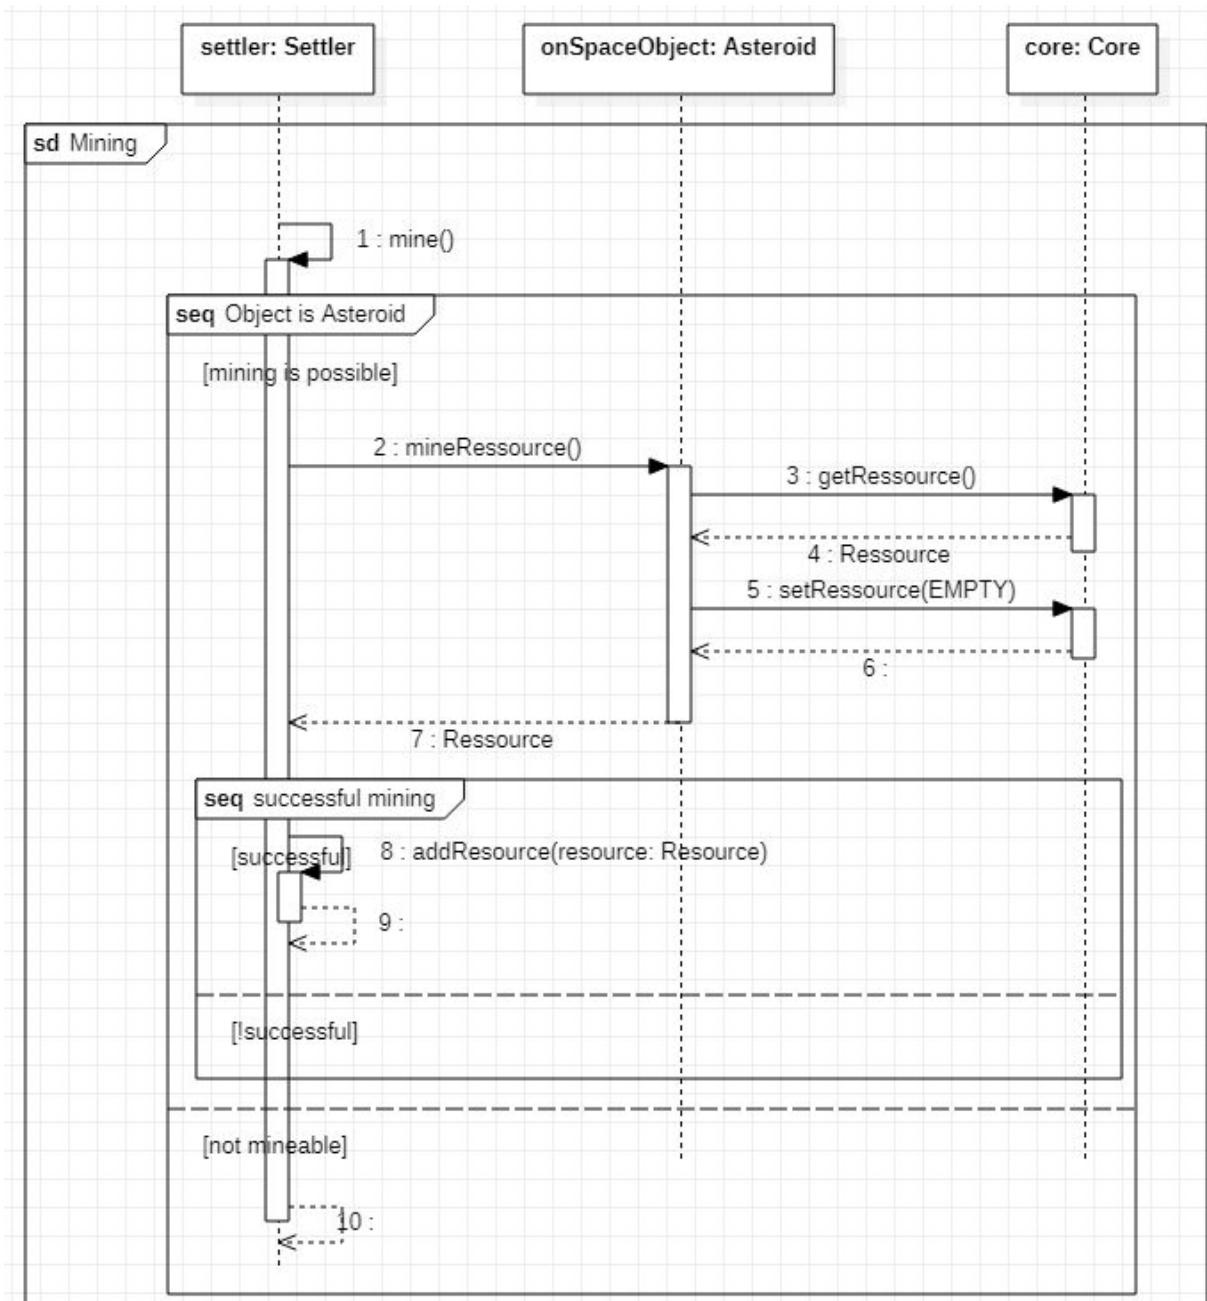 settler: Settler
onSpaceObject: Asteroid
core: Core
sd Mining
1 : mine()
seq Object is Asteroid
[mining is possible]
2 : mineRessource()
3 : getRessource()
4 : Ressource
5 : setRessource(EMPTY)
6 :
7 : Ressource
seq successful mining
[successful]
8 : addResource(resource: Resource)
9 :
[!successful]
[not mineable]
10 :